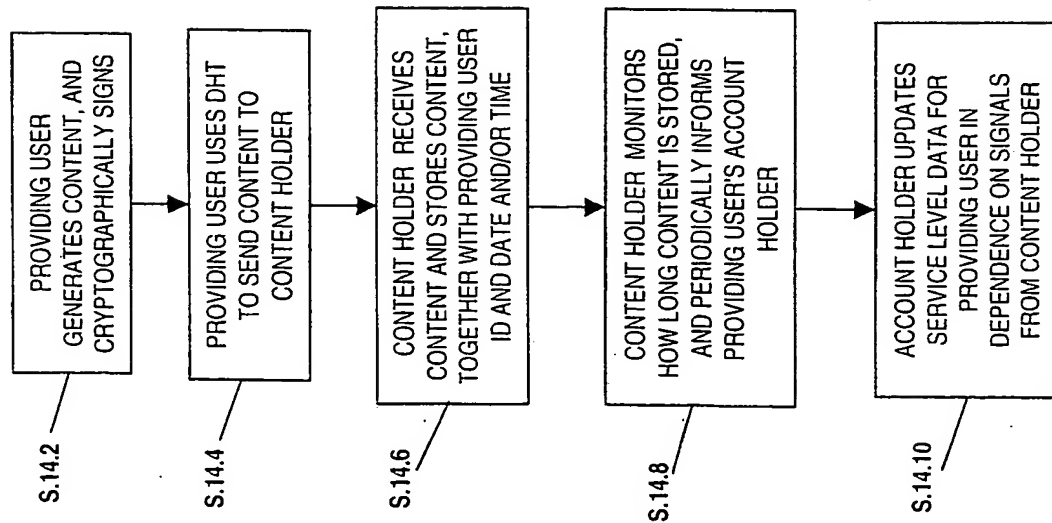 S.14.2
PROVIDING USER
GENERATES CONTENT, AND
CRYPTOGRAPHICALLY SIGNS
S.14.4
PROVIDING USER USES DHT
TO SEND CONTENT TO
CONTENT HOLDER
S.14.6
CONTENT HOLDER RECEIVES
CONTENT AND STORES CONTENT,
TOGETHER WITH PROVIDING USER
ID AND DATE AND/OR TIME
S.14.8
CONTENT HOLDER MONITORS
HOW LONG CONTENT IS STORED,
AND PERIODICALLY INFORMS
PROVIDING USER'S ACCOUNT
HOLDER
S.14.10
ACCOUNT HOLDER UPDATES
SERVICE LEVEL DATA FOR
PROVIDING USER IN
DEPENDENCE ON SIGNALS
FROM CONTENT HOLDER